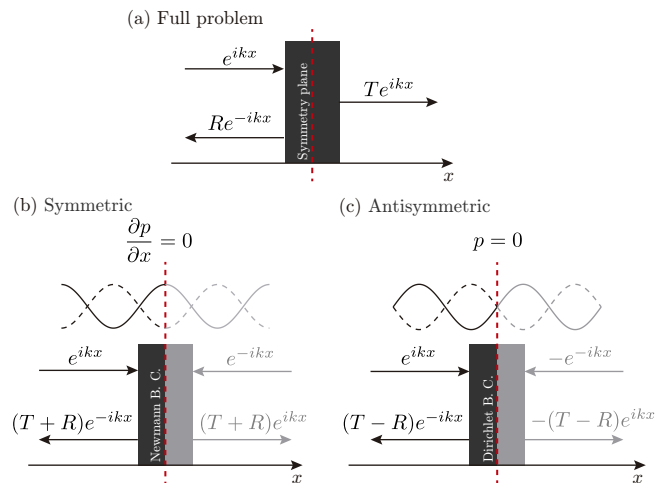 (a) Full problem
e^{ikx}
Te^{ikx}
Re^{-ikx}
Symmetry plane
x
(b) Symmetric
∂p/∂x = 0
e^{ikx}
e^{-ikx}
Newmann B. C.
(T + R)e^{-ikx}
(T + R)e^{ikx}
x
(c) Antisymmetric
p = 0
e^{ikx}
-e^{-ikx}
Dirichlet B. C.
(T − R)e^{-ikx}
−(T − R)e^{ikx}
x